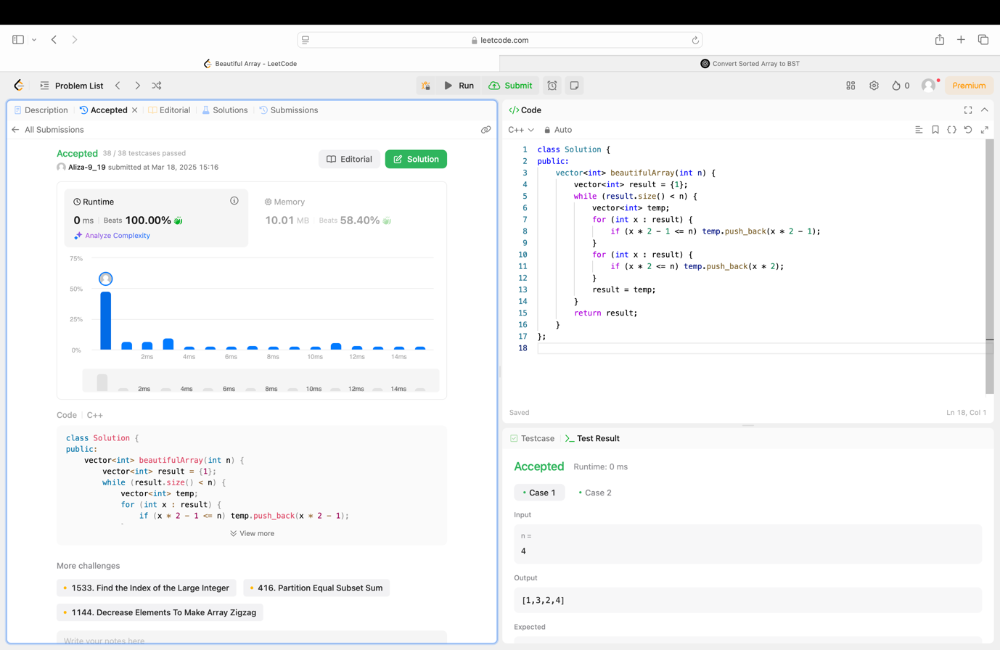 leetcode.com
Beautiful Array - LeetCode
Convert Sorted Array to BST
Problem List
Run
Submit
0
Premium
Description
Accepted
Editorial
Solutions
Submissions
All Submissions
Accepted 38 / 38 testcases passed
Aliza-9_19 submitted at Mar 18, 2025 15:16
Editorial
Solution
Runtime
0 ms Beats 100.00%
Analyze Complexity
Memory
10.01 MB Beats 58.40%
75%
50%
25%
0%
2ms 4ms 6ms 8ms 10ms 12ms 14ms
2ms 4ms 6ms 8ms 10ms 12ms 14ms
Code C++
class Solution {
public:
    vector<int> beautifulArray(int n) {
        vector<int> result = {1};
        while (result.size() < n) {
            vector<int> temp;
            for (int x : result) {
                if (x * 2 - 1 <= n) temp.push_back(x * 2 - 1);
View more
More challenges
1533. Find the Index of the Large Integer
416. Partition Equal Subset Sum
1144. Decrease Elements To Make Array Zigzag
Write your notes here
</> Code
C++
Auto
1 class Solution {
2 public:
3     vector<int> beautifulArray(int n) {
4         vector<int> result = {1};
5         while (result.size() < n) {
6             vector<int> temp;
7             for (int x : result) {
8                 if (x * 2 - 1 <= n) temp.push_back(x * 2 - 1);
9             }
10             for (int x : result) {
11                 if (x * 2 <= n) temp.push_back(x * 2);
12             }
13             result = temp;
14         }
15         return result;
16     }
17 };
18
Saved
Ln 18, Col 1
Testcase
Test Result
Accepted Runtime: 0 ms
Case 1
Case 2
Input
n =
4
Output
[1,3,2,4]
Expected